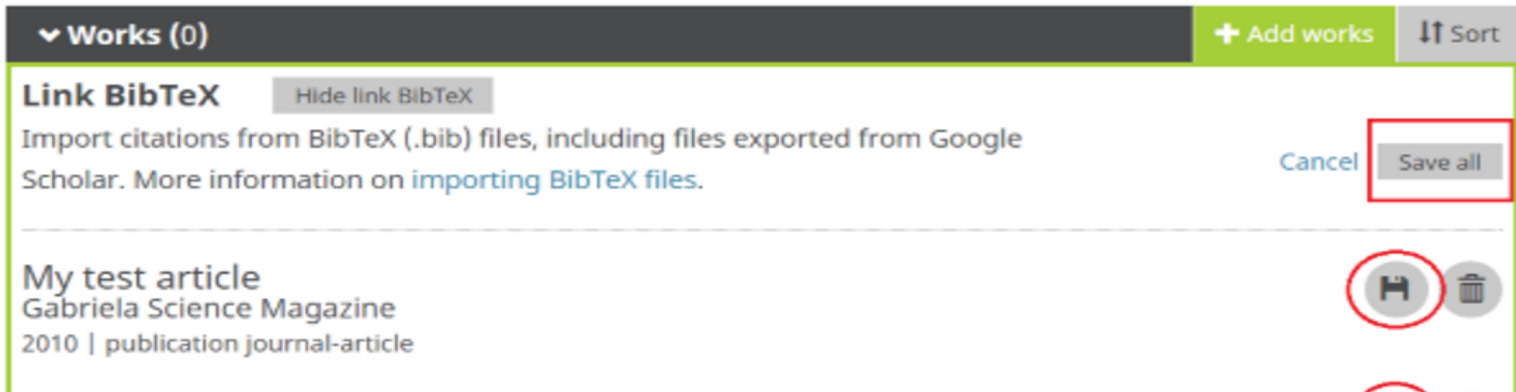 Works (0)
Add works
Sort
Link BibTeX
Hide link BibTeX
Import citations from BibTeX (.bib) files, including files exported from Google
Scholar. More information on importing BibTeX files.
Cancel
Save all
My test article
Gabriela Science Magazine
2010 | publication journal-article